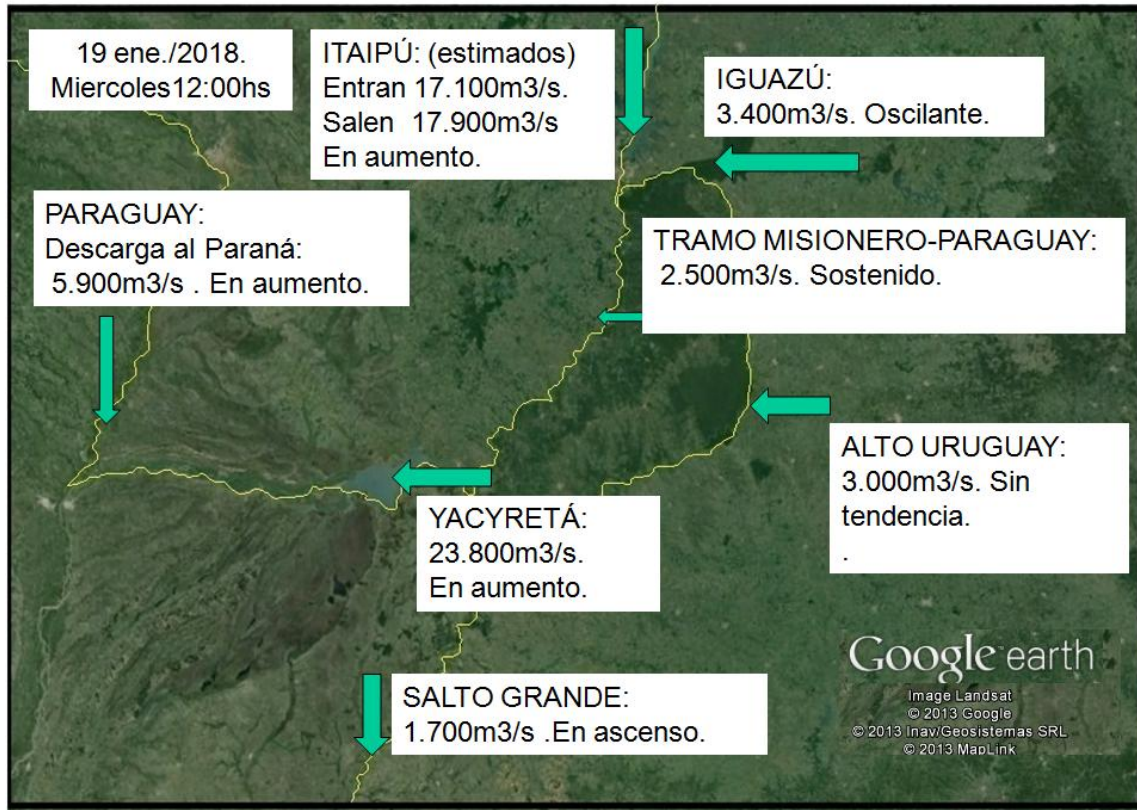 19 ene./2018.
Miercoles12:00hs
ITAIPÚ: (estimados)
Entran 17.100m3/s.
Salen 17.900m3/s
En aumento.
IGUAZÚ:
3.400m3/s. Oscilante.
PARAGUAY:
Descarga al Paraná:
5.900m3/s . En aumento.
TRAMO MISIONERO-PARAGUAY:
2.500m3/s. Sostenido.
ALTO URUGUAY:
3.000m3/s. Sin
tendencia.
.
YACYRETÁ:
23.800m3/s.
En aumento.
SALTO GRANDE:
1.700m3/s .En ascenso.
Google earth
Image Landsat
© 2013 Google
© 2013 Inav/Geosistemas SRL
© 2013 MapLink